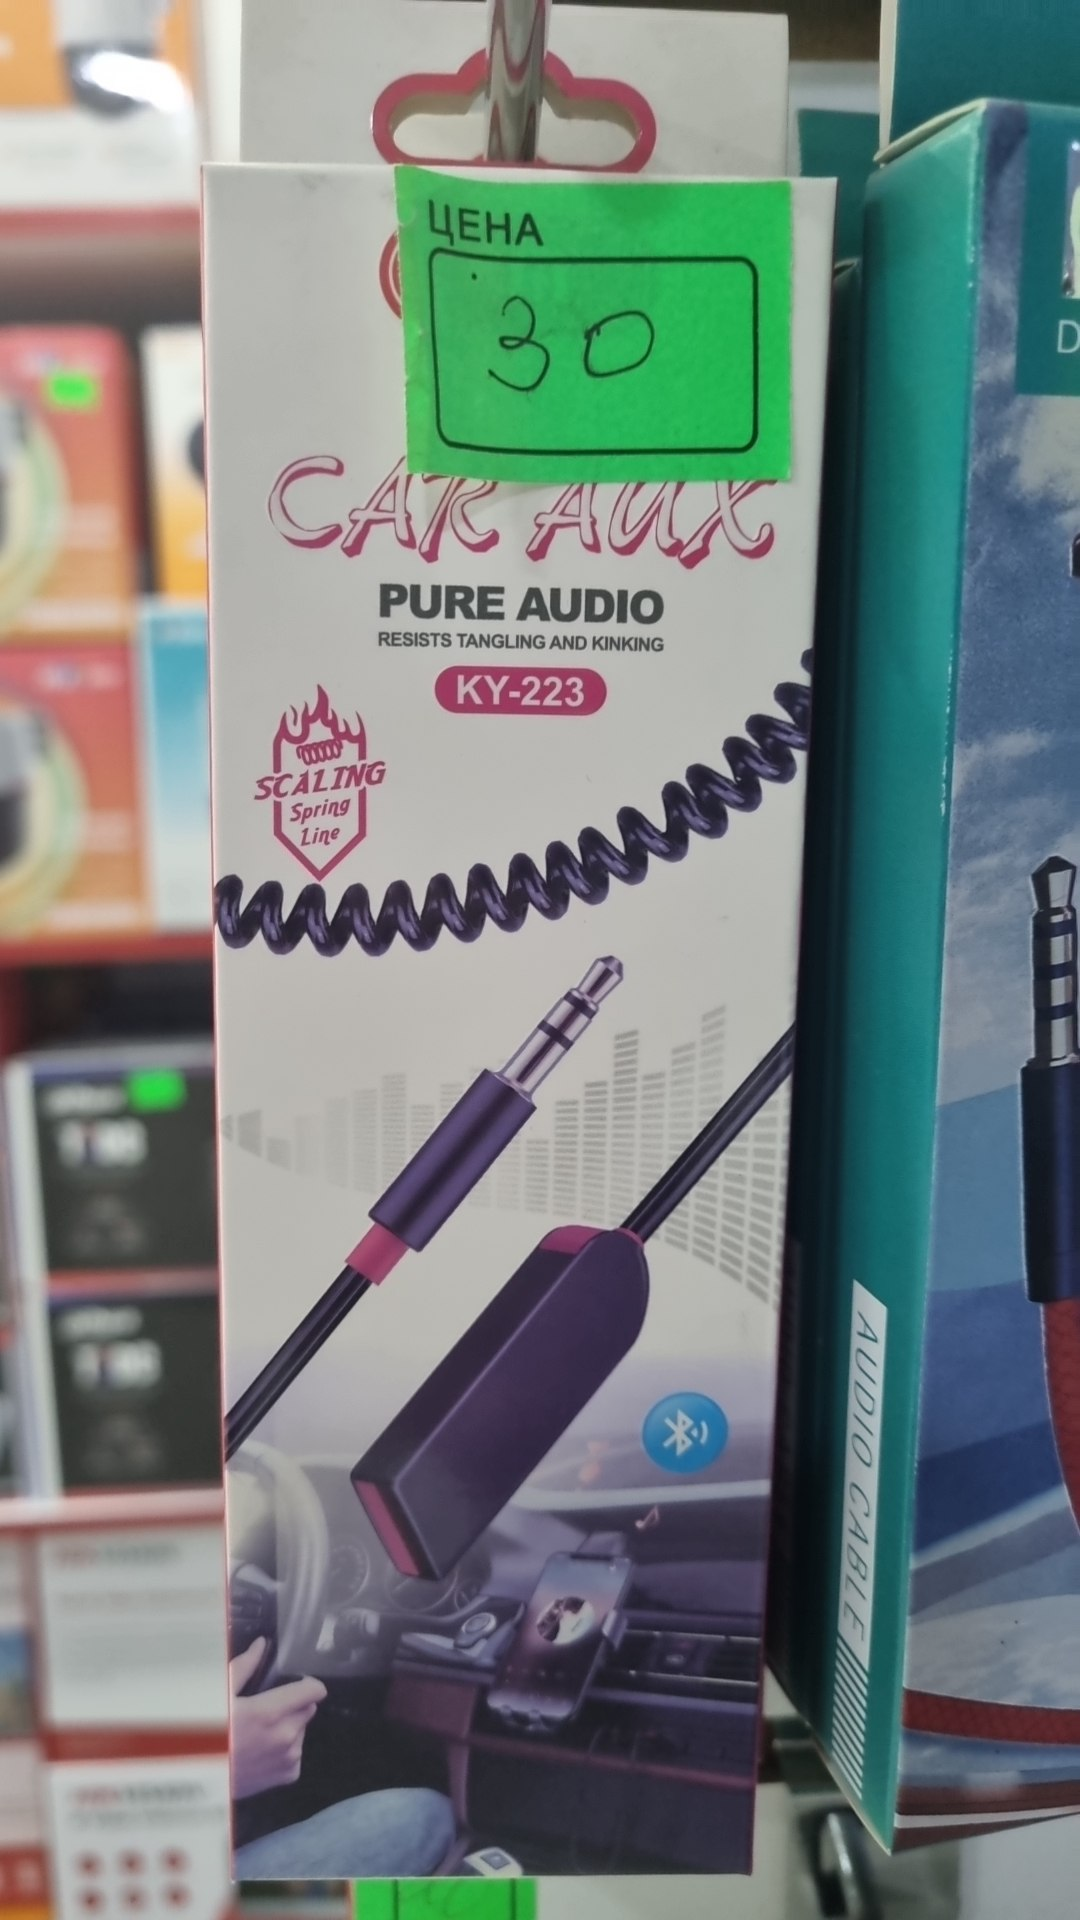 ЦЕНА
30
CAR AUX
PURE AUDIO
RESISTS TANGLING AND KINKING
KY-223
SCALING
Spring
Line
AUDIO CABLE
D